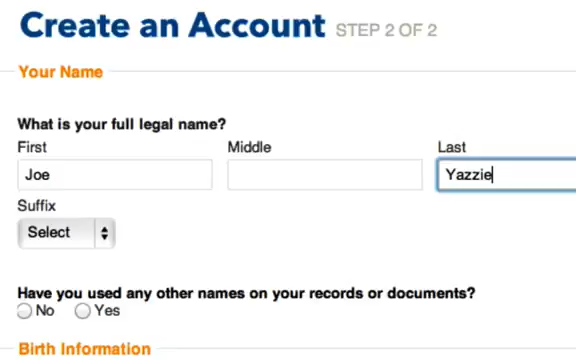 Create an Account STEP 2 OF 2
Your Name
What is your full legal name?
First Middle Last
Joe Yazzie
Suffix
Select
Have you used any other names on your records or documents?
No Yes
Birth Information